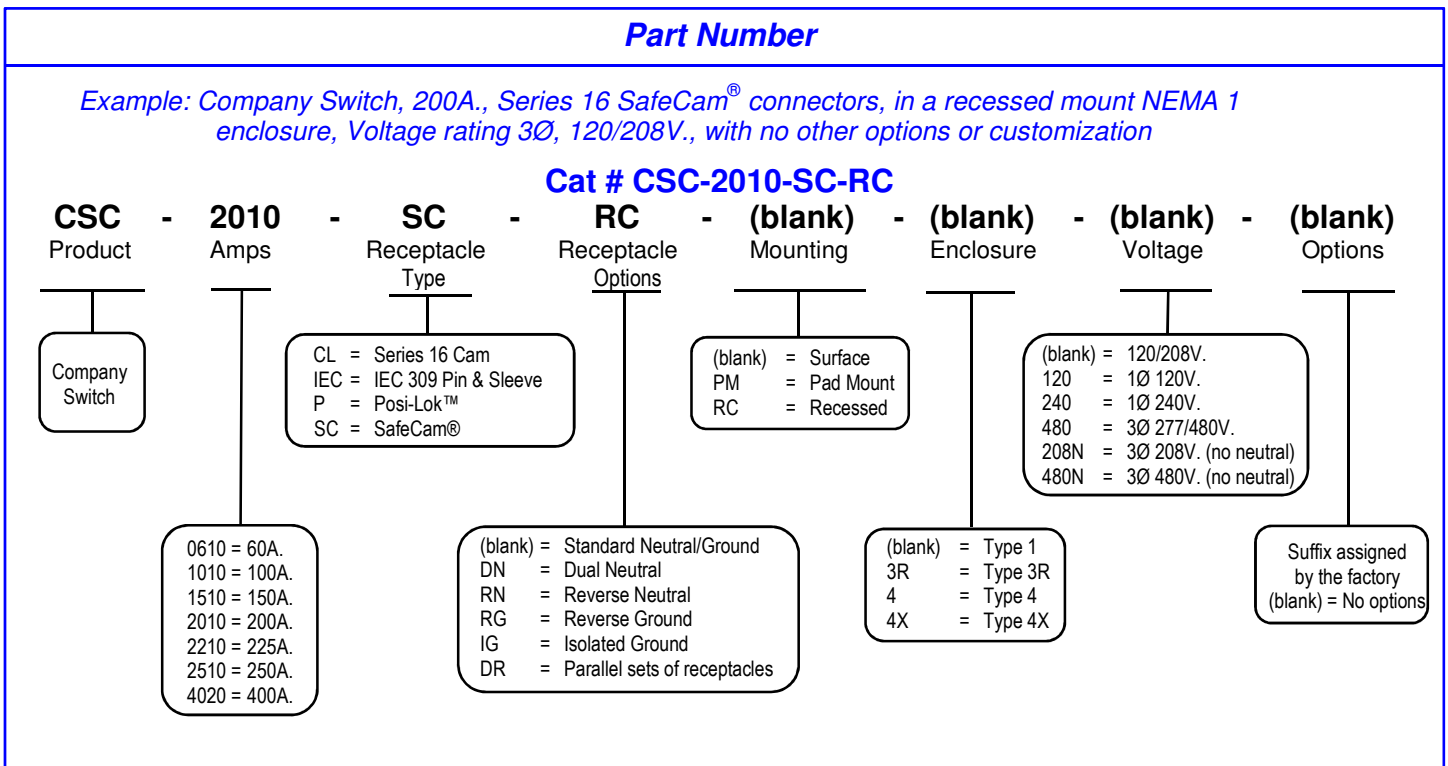 Part Number
Example: Company Switch, 200A., Series 16 SafeCam® connectors, in a recessed mount NEMA 1
enclosure, Voltage rating 3Ø, 120/208V., with no other options or customization
Cat # CSC-2010-SC-RC
CSC - 2010 - SC - RC - (blank) - (blank) - (blank) - (blank)
Product Amps Receptacle Receptacle Mounting Enclosure Voltage Options
Type Options
Company
Switch
CL = Series 16 Cam
IEC = IEC 309 Pin & Sleeve
P = Posi-Lok™
SC = SafeCam®
(blank) = Surface
PM = Pad Mount
RC = Recessed
(blank) = 120/208V.
120 = 1Ø 120V.
240 = 1Ø 240V.
480 = 3Ø 277/480V.
208N = 3Ø 208V. (no neutral)
480N = 3Ø 480V. (no neutral)
0610 = 60A.
1010 = 100A.
1510 = 150A.
2010 = 200A.
2210 = 225A.
2510 = 250A.
4020 = 400A.
(blank) = Standard Neutral/Ground
DN = Dual Neutral
RN = Reverse Neutral
RG = Reverse Ground
IG = Isolated Ground
DR = Parallel sets of receptacles
(blank) = Type 1
3R = Type 3R
4 = Type 4
4X = Type 4X
Suffix assigned
by the factory
(blank) = No options